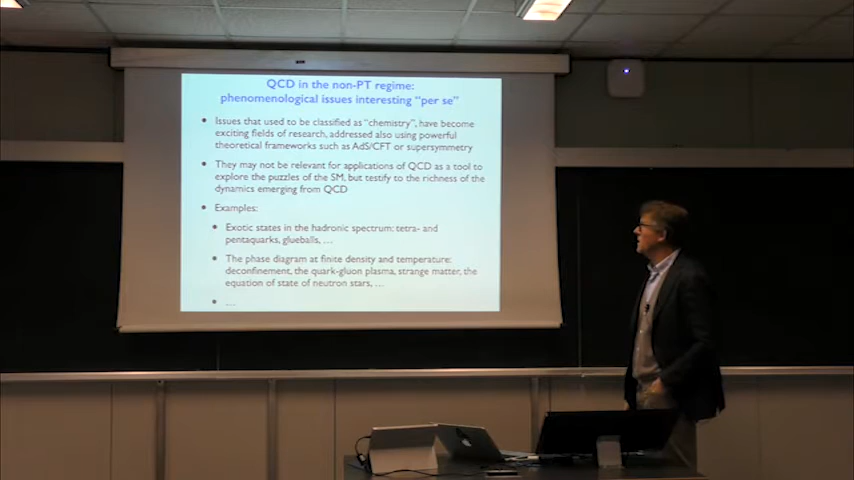 QCD in the non-PT regime:
phenomenological issues interesting "per se"
• Issues that used to be classified as "chemistry", have become
exciting fields of research, addressed also using powerful
theoretical frameworks such as AdS/CFT or supersymmetry
• They may not be relevant for applications of QCD as a tool to
explore the puzzles of the SM, but testify to the richness of the
dynamics emerging from QCD
• Examples:
• Exotic states in the hadronic spectrum: tetra- and
pentaquarks, glueballs, ...
• The phase diagram at finite density and temperature:
deconfinement, the quark-gluon plasma, strange matter, the
equation of state of neutron stars, ...
• ....